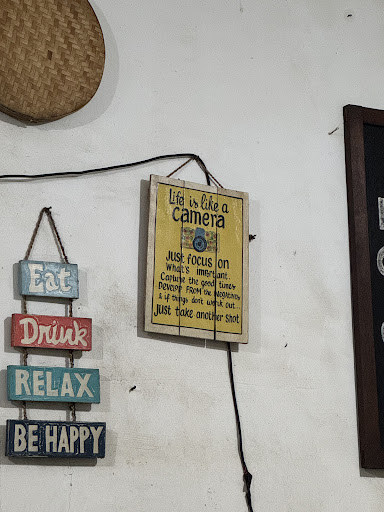 Life is like a
Camera
Just focus on
What's important.
Capture the good times
Develop From the Negatives
& if things don't work out
Just take another shot
Eat
Drink
RELAX
BE HAPPY